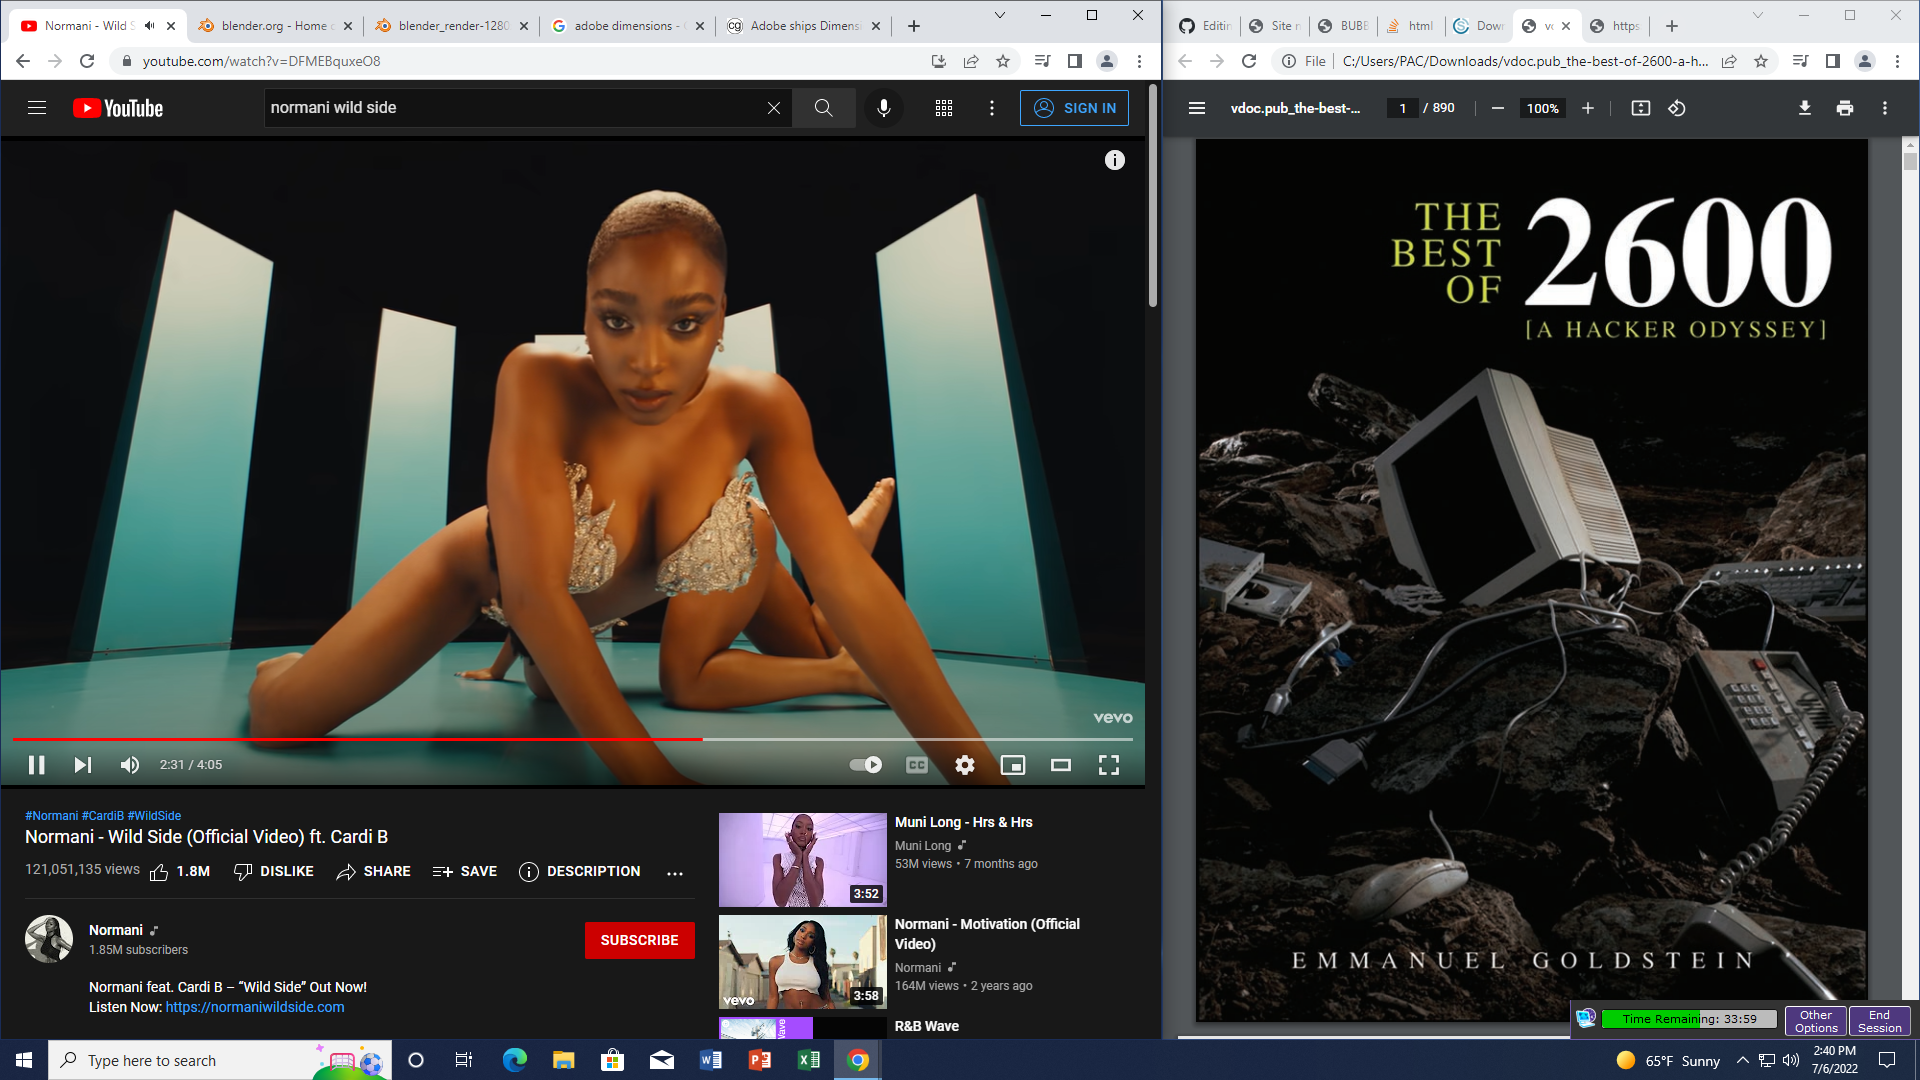 Normani - Wild S
blender.org - Home o
blender_render-1280
adobe dimensions -
Adobe ships Dimensi
youtube.com/watch?v=DFMEBquxeO8
YouTube
normani wild side
SIGN IN
vevo
2:31 / 4:05
CC
#Normani #CardiB #WildSide
Normani - Wild Side (Official Video) ft. Cardi B
121,051,135 views
1.8M
DISLIKE
SHARE
SAVE
DESCRIPTION
Normani
1.85M subscribers
SUBSCRIBE
Normani feat. Cardi B – “Wild Side” Out Now!
Listen Now: https://normaniwildside.com
Muni Long - Hrs & Hrs
Muni Long
53M views • 7 months ago
3:52
Normani - Motivation (Official
Video)
Normani
164M views • 2 years ago
vevo
3:58
R&B Wave
Editin
Site n
BUBB
html
Down
vd
https
File
C:/Users/PAC/Downloads/vdoc.pub_the-best-of-2600-a-h...
vdoc.pub_the-best-...
1 / 890
100%
THE
BEST
OF
2600
[A HACKER ODYSSEY]
EMMANUEL GOLDSTEIN
Time Remaining: 33:59
Other
Options
End
Session
Type here to search
65°F Sunny
2:40 PM
7/6/2022